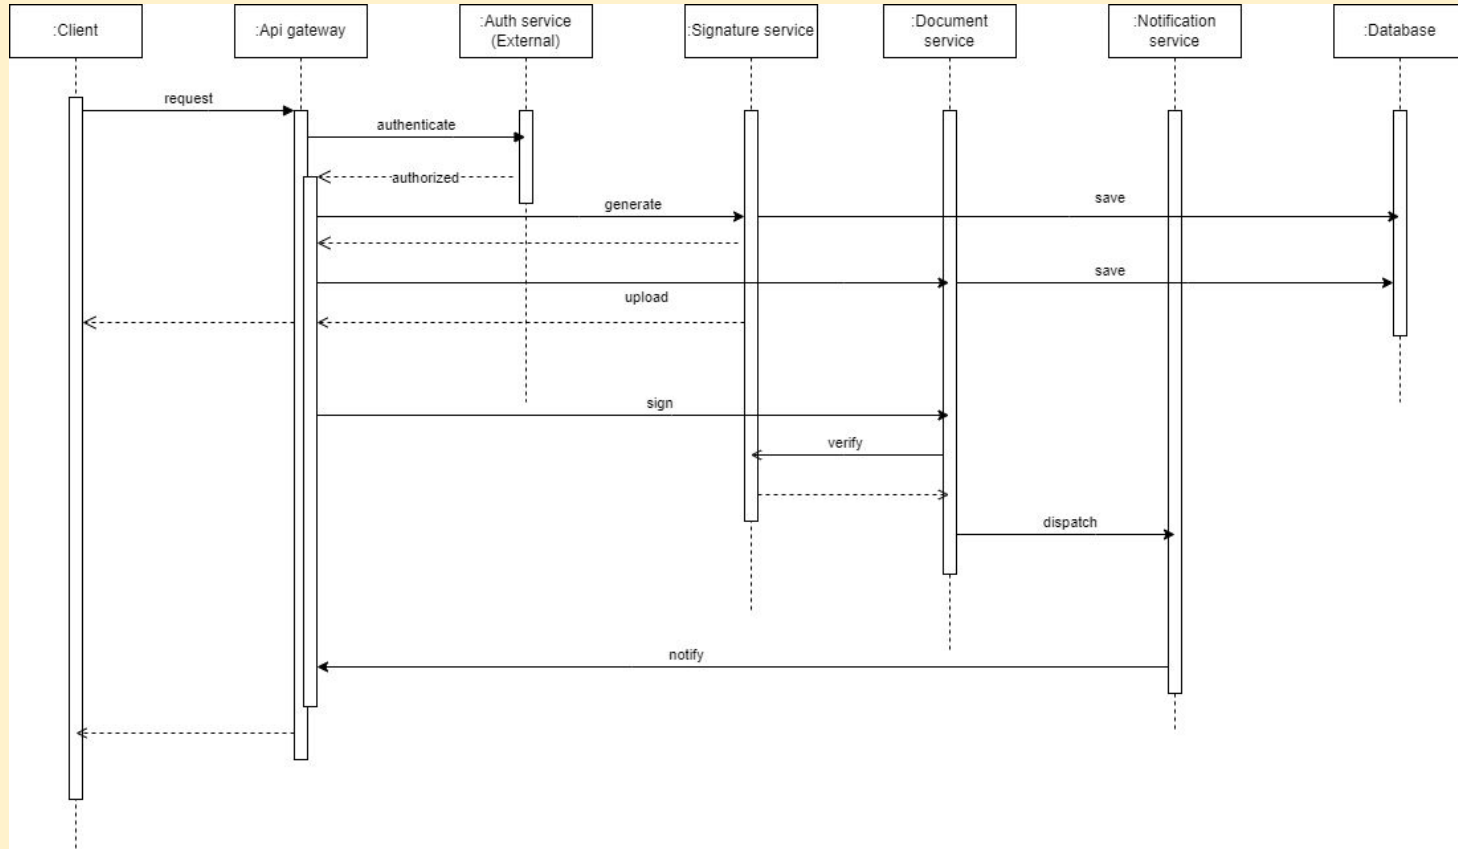 :Client
:Api gateway
:Auth service
(External)
:Signature service
:Document
service
:Notification
service
:Database
request
authenticate
authorized
generate
save
save
upload
sign
verify
dispatch
notify